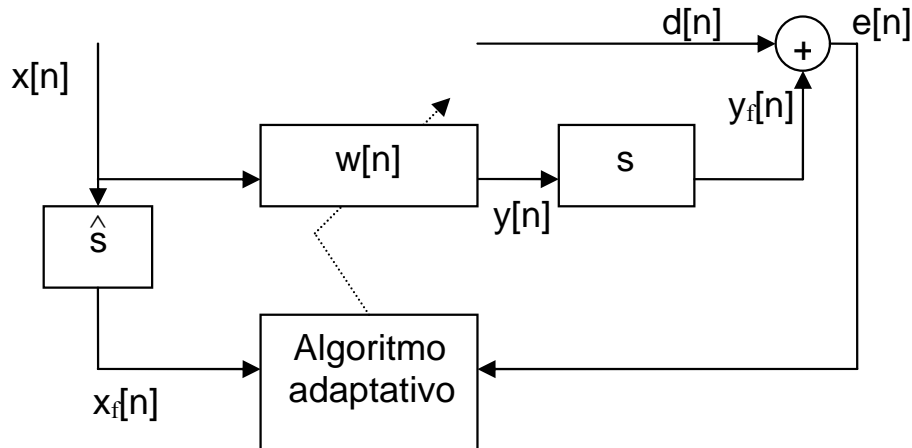 d[n]
e[n]
+
x[n]
y_f[n]
w[n]
s
y[n]
ŝ
Algoritmo
adaptativo
x_f[n]